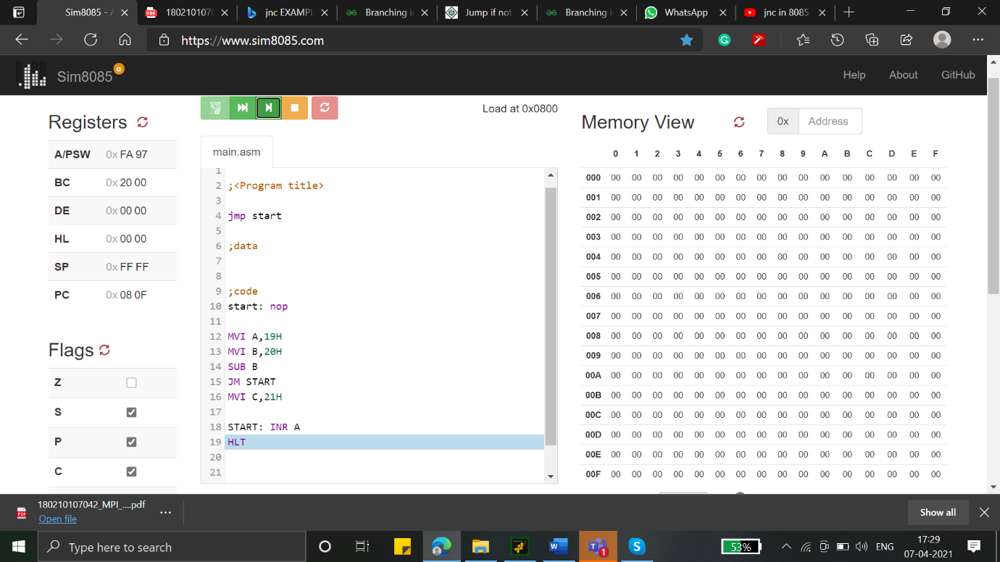 Sim8085 - A
1802101070
jnc EXAMPL
Branching i
Jump if not
Branching i
WhatsApp
jnc in 8085
https://www.sim8085.com
Sim8085 α
Help About GitHub
Registers
A/PSW 0x FA 97
BC 0x 20 00
DE 0x 00 00
HL 0x 00 00
SP 0x FF FF
PC 0x 08 0F
Flags
Z
S
P
C
Load at 0x0800
main.asm
1
2 ;<Program title>
3
4 jmp start
5
6 ;data
7
8
9 ;code
10 start: nop
11
12 MVI A,19H
13 MVI B,20H
14 SUB B
15 JM START
16 MVI C,21H
17
18 START: INR A
19 HLT
20
21
Memory View
0x Address
0 1 2 3 4 5 6 7 8 9 A B C D E F
000 00 00 00 00 00 00 00 00 00 00 00 00 00 00 00 00
001 00 00 00 00 00 00 00 00 00 00 00 00 00 00 00 00
002 00 00 00 00 00 00 00 00 00 00 00 00 00 00 00 00
003 00 00 00 00 00 00 00 00 00 00 00 00 00 00 00 00
004 00 00 00 00 00 00 00 00 00 00 00 00 00 00 00 00
005 00 00 00 00 00 00 00 00 00 00 00 00 00 00 00 00
006 00 00 00 00 00 00 00 00 00 00 00 00 00 00 00 00
007 00 00 00 00 00 00 00 00 00 00 00 00 00 00 00 00
008 00 00 00 00 00 00 00 00 00 00 00 00 00 00 00 00
009 00 00 00 00 00 00 00 00 00 00 00 00 00 00 00 00
00A 00 00 00 00 00 00 00 00 00 00 00 00 00 00 00 00
00B 00 00 00 00 00 00 00 00 00 00 00 00 00 00 00 00
00C 00 00 00 00 00 00 00 00 00 00 00 00 00 00 00 00
00D 00 00 00 00 00 00 00 00 00 00 00 00 00 00 00 00
00E 00 00 00 00 00 00 00 00 00 00 00 00 00 00 00 00
00F 00 00 00 00 00 00 00 00 00 00 00 00 00 00 00 00
180210107042_MPI_....pdf
Open file
Show all
Type here to search
53%
ENG
17:29
07-04-2021